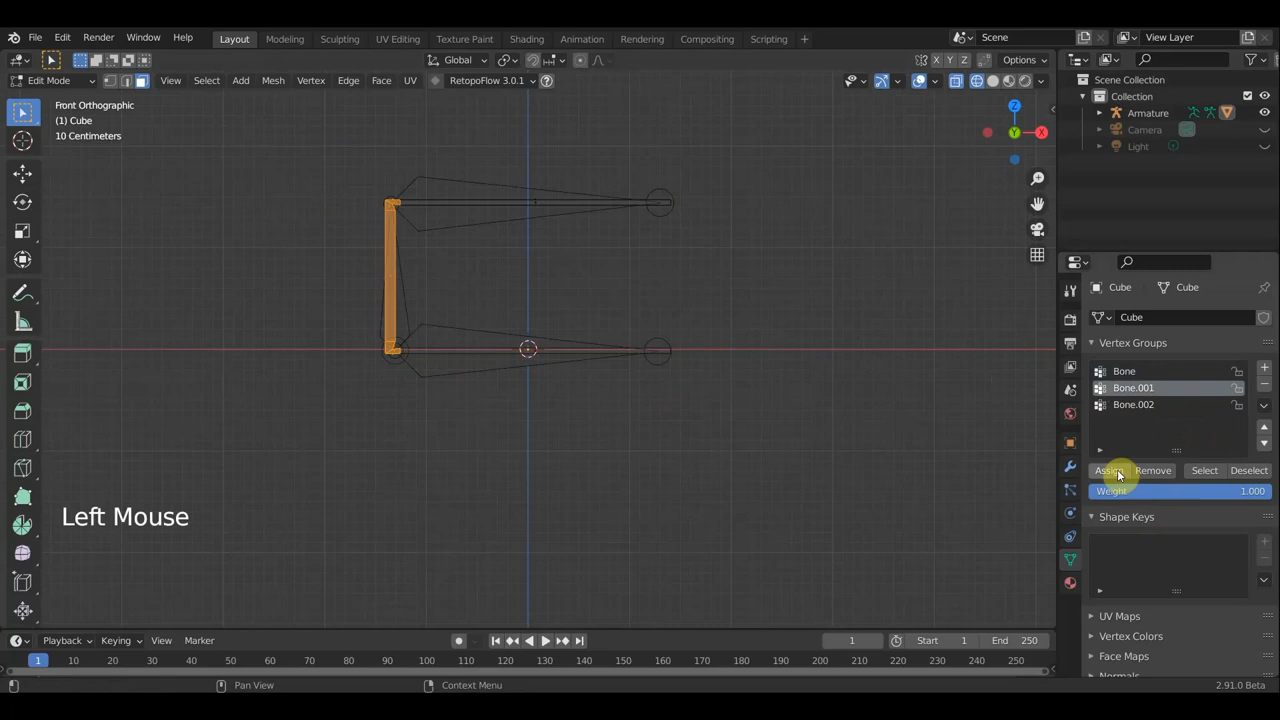 File Edit Render Window Help Layout Modeling Sculpting UV Editing Texture Paint Shading Animation Rendering Compositing Scripting + Scene View Layer
Global X Y Z Options
Edit Mode View Select Add Mesh Vertex Edge Face UV RetopoFlow 3.0.1
Scene Collection
Collection
Armature
Camera
Light
Front Orthographic
(1) Cube
10 Centimeters
Z
X
Y
Cube Cube
Cube
Vertex Groups
Bone
Bone.001
Bone.002
Assign Remove Select Deselect
Weight 1.000
Shape Keys
UV Maps
Vertex Colors
Face Maps
Normals
Left Mouse
Playback Keying View Marker 1 Start 1 End 250
1 10 20 30 40 50 60 70 80 90 100 110 120 130 140 150 160 170 180 190 200 210 220 230 240 250
Pan View Context Menu 2.91.0 Beta